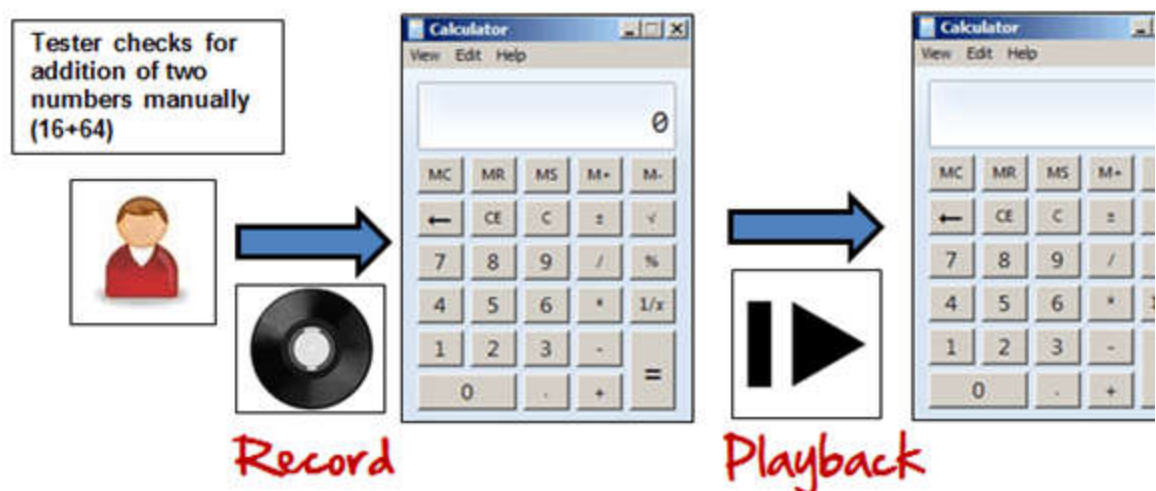 Tester checks for
addition of two
numbers manually
(16+64)
Calculator
View Edit Help
0
MC MR MS M+ M-
← CE C ± √
7 8 9 / %
4 5 6 * 1/x
1 2 3 -
=
0 . +
Record
Calculator
View Edit Help
MC MR MS M+
← CE C ±
7 8 9 /
4 5 6 *
1 2 3 -
0 . +
Playback